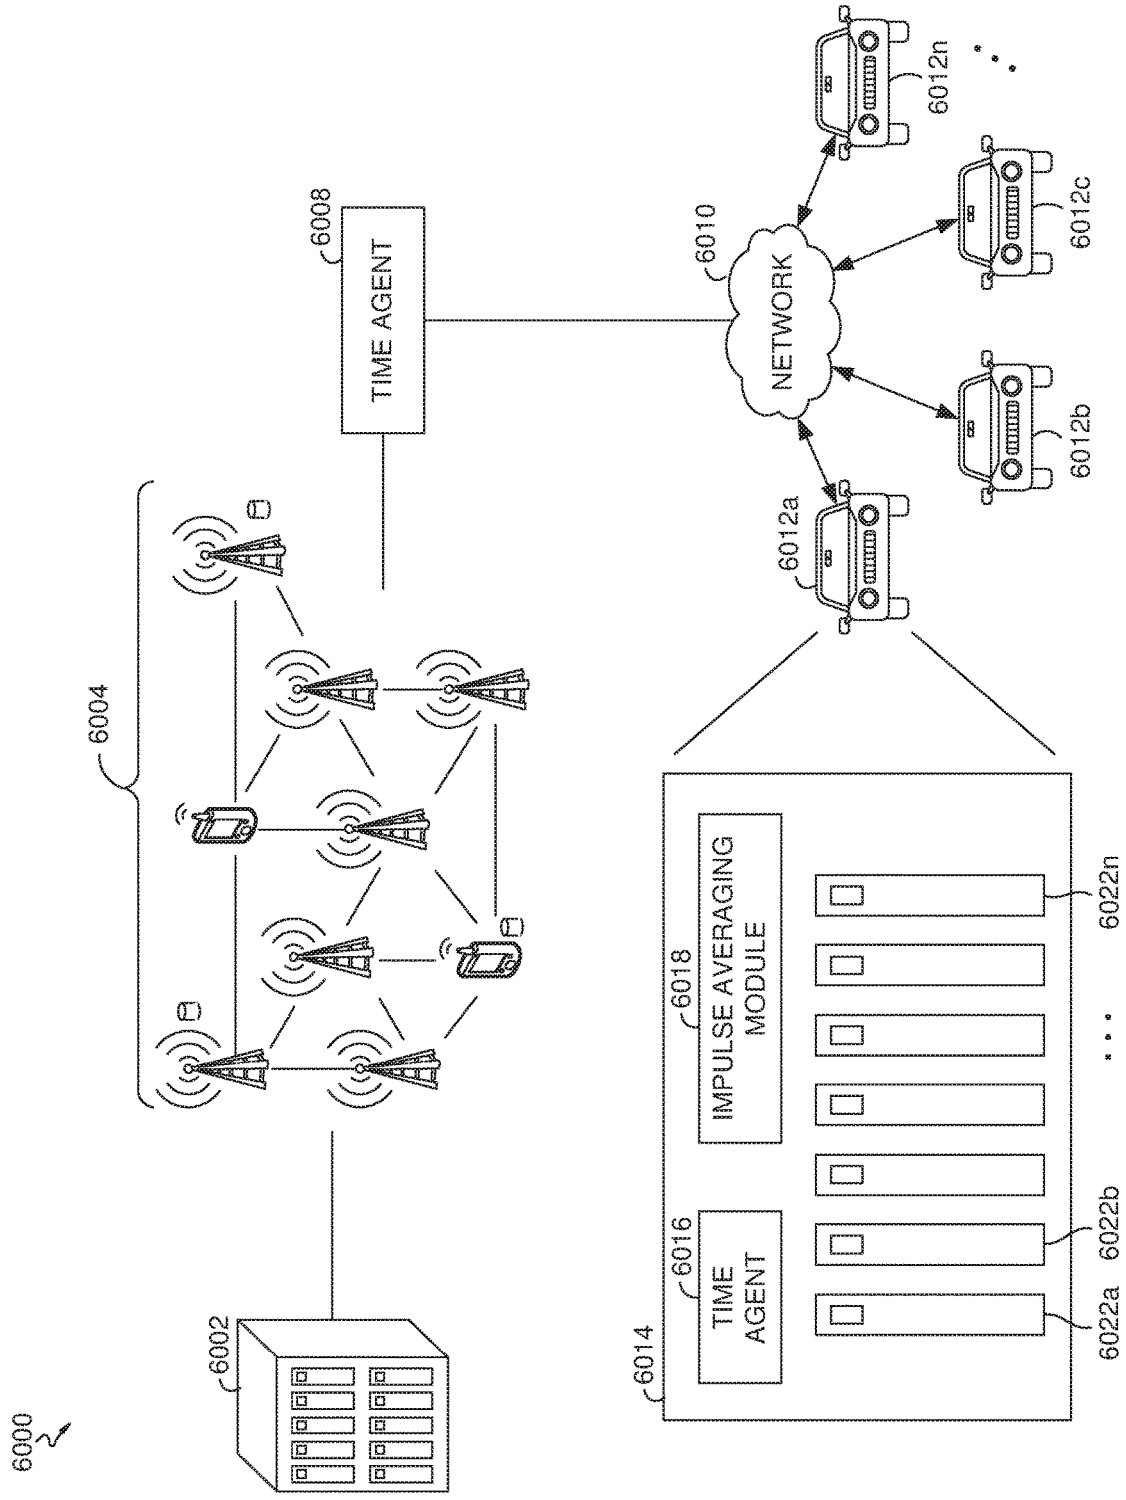 6000
6002
6004
6008
TIME AGENT
6010
NETWORK
6012a
6012b
6012c
6012n
6014
6016
TIME
AGENT
6018
IMPULSE AVERAGING
MODULE
6022a
6022b
6022n